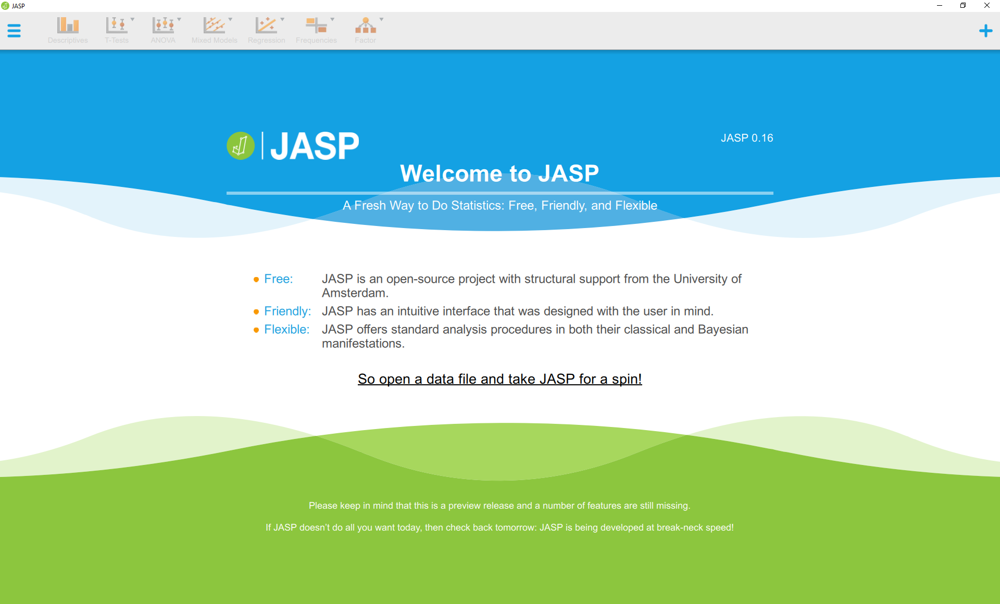 JASP
Descriptives T-Tests ANOVA Mixed Models Regression Frequencies Factor
JASP
JASP 0.16
Welcome to JASP
A Fresh Way to Do Statistics: Free, Friendly, and Flexible
Free: JASP is an open-source project with structural support from the University of
Amsterdam.
Friendly: JASP has an intuitive interface that was designed with the user in mind.
Flexible: JASP offers standard analysis procedures in both their classical and Bayesian
manifestations.
So open a data file and take JASP for a spin!
Please keep in mind that this is a preview release and a number of features are still missing.
If JASP doesn't do all you want today, then check back tomorrow: JASP is being developed at break-neck speed!